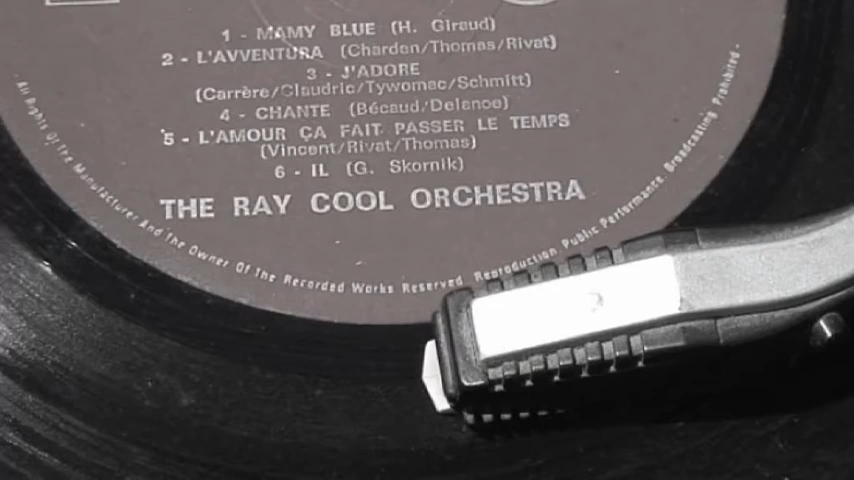 1 - MAMY BLUE (H. Giraud)
2 - L'AVVENTURA (Charden/Thomas/Rivat)
3 - J'ADORE
(Carrère/Claudric/Tywomac/Schmitt)
4 - CHANTE (Bécaud/Delanoe)
5 - L'AMOUR ÇA FAIT PASSER LE TEMPS
(Vincent/Rivat/Thomas)
6 - IL (G. Skornik)
THE RAY COOL ORCHESTRA
- All Rights Of The Manufacturer And The Owner Of The Recorded Works Reserved. Reproduction Public Performance. Broadcasting Prohibited -